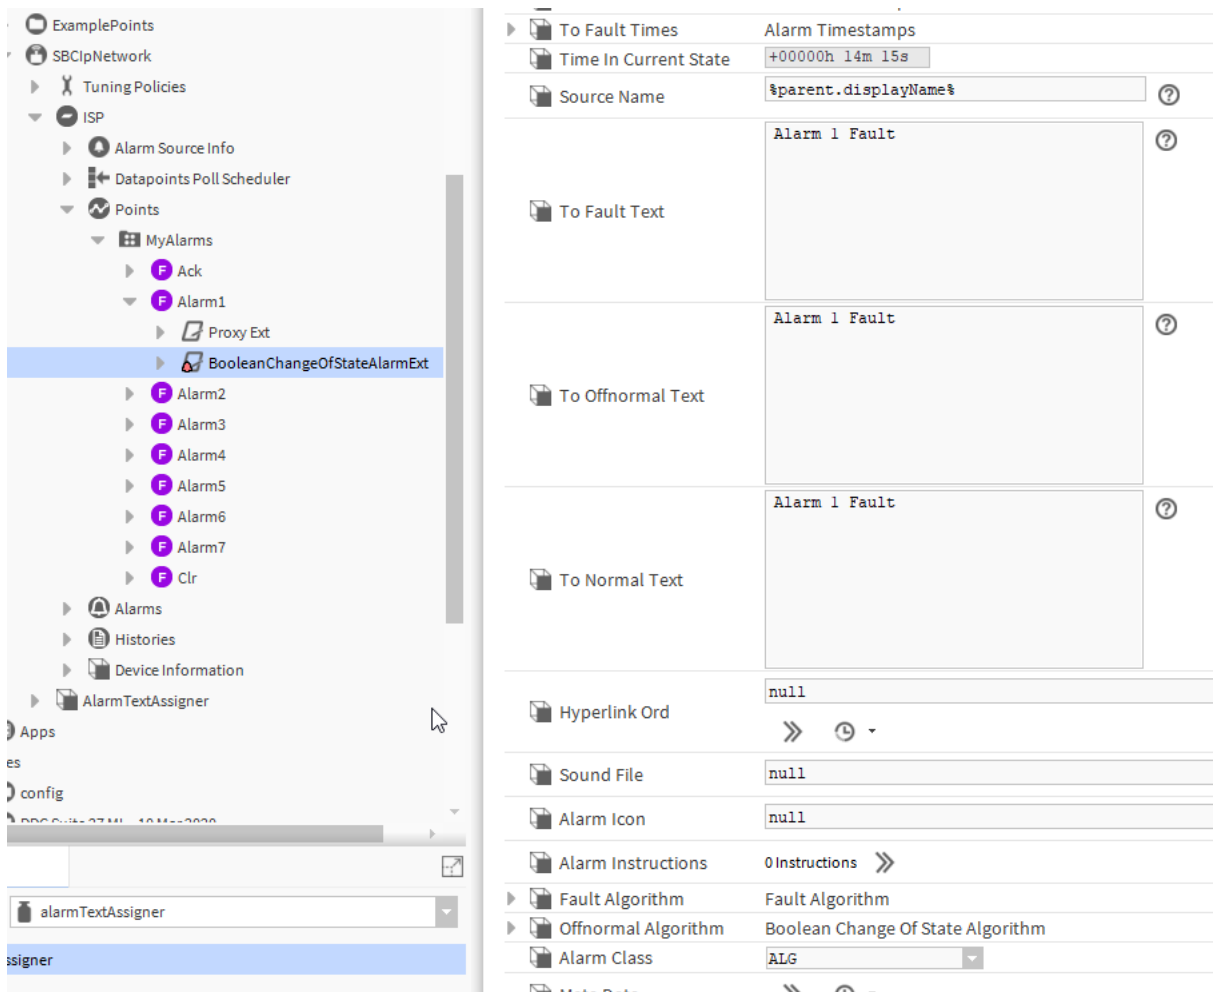 ExamplePoints
SBCIpNetwork
Tuning Policies
ISP
Alarm Source Info
Datapoints Poll Scheduler
Points
MyAlarms
F Ack
F Alarm1
Proxy Ext
BooleanChangeOfStateAlarmExt
F Alarm2
F Alarm3
F Alarm4
F Alarm5
F Alarm6
F Alarm7
F Clr
Alarms
Histories
Device Information
AlarmTextAssigner
Apps
es
config
alarmTextAssigner
ssigner
To Fault Times Alarm Timestamps
Time In Current State +00000h 14m 15s
Source Name %parent.displayName% ?
To Fault Text Alarm 1 Fault ?
To Offnormal Text Alarm 1 Fault ?
To Normal Text Alarm 1 Fault ?
Hyperlink Ord null
Sound File null
Alarm Icon null
Alarm Instructions 0 Instructions
Fault Algorithm Fault Algorithm
Offnormal Algorithm Boolean Change Of State Algorithm
Alarm Class ALG